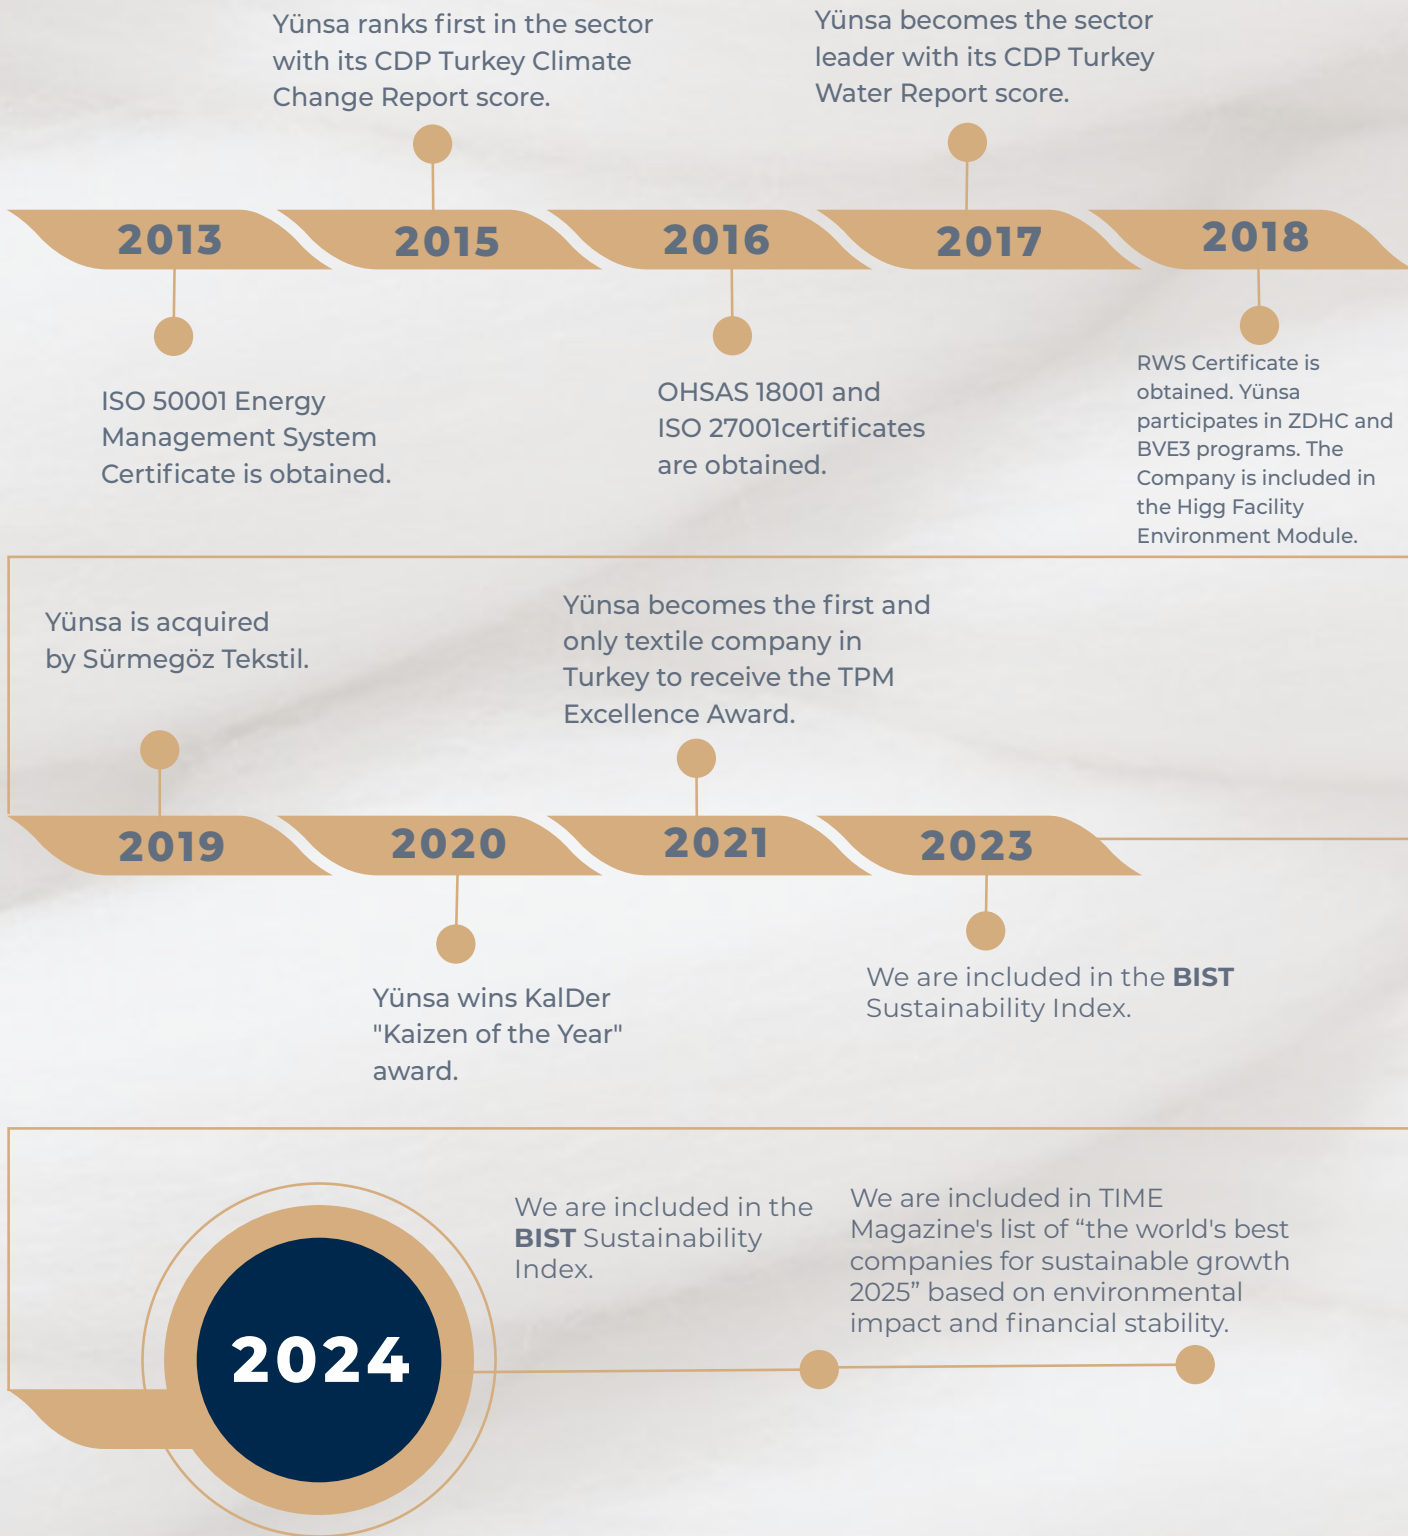 Yünsa ranks first in the sector
with its CDP Turkey Climate
Change Report score.
Yünsa becomes the sector
leader with its CDP Turkey
Water Report score.
2013
2015
2016
2017
2018
ISO 50001 Energy
Management System
Certificate is obtained.
OHSAS 18001 and
ISO 27001certificates
are obtained.
RWS Certificate is
obtained. Yünsa
participates in ZDHC and
BVE3 programs. The
Company is included in
the Higg Facility
Environment Module.
Yünsa is acquired
by Sürmegöz Tekstil.
Yünsa becomes the first and
only textile company in
Turkey to receive the TPM
Excellence Award.
2019
2020
2021
2023
Yünsa wins KalDer
"Kaizen of the Year"
award.
We are included in the BIST
Sustainability Index.
2024
We are included in the
BIST Sustainability
Index.
We are included in TIME
Magazine's list of “the world's best
companies for sustainable growth
2025” based on environmental
impact and financial stability.